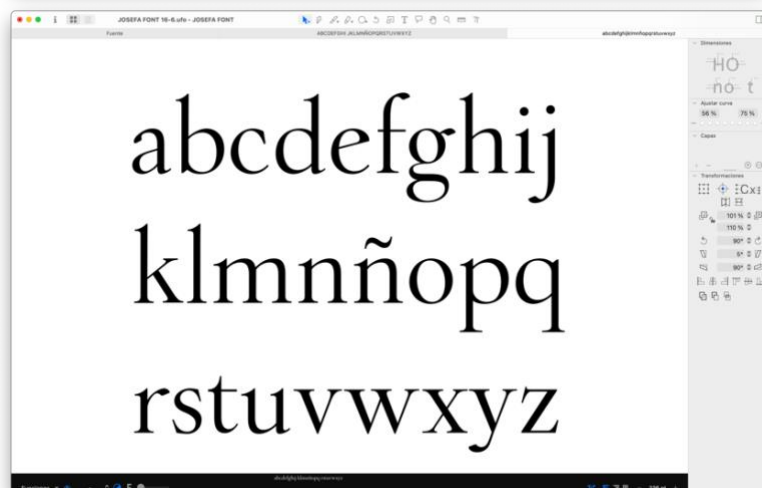 JOSEFA FONT 16-6.ufo - JOSEFA FONT
Fuente
abcdefghijklmnñopqrstuvwxyz
abcdefghij
klmnñopq
rstuvwxyz
Dimensiones
HO
no t
Ajustar curva
56 % 75 %
Capas
Transformaciones
101 %
110 %
90°
90°